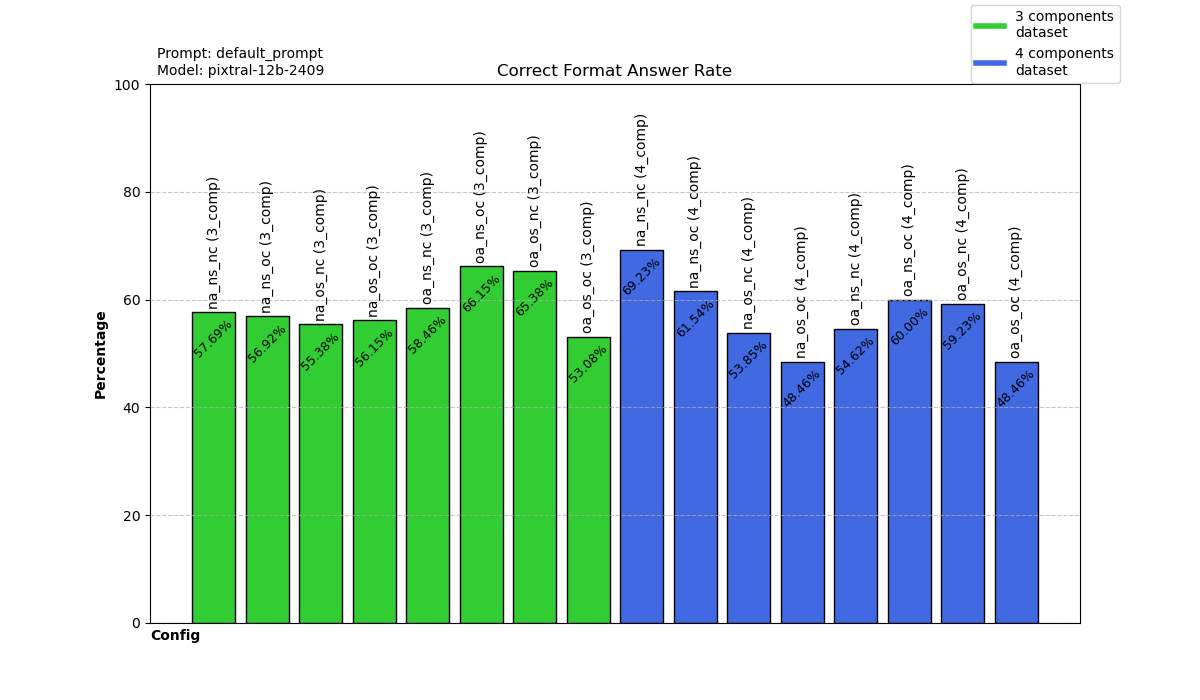 3 components
dataset
4 components
dataset
Prompt: default_prompt
Model: pixtral-12b-2409
Correct Format Answer Rate
Percentage
100
80
60
40
20
0
na_ns_nc (3_comp)
57.69%
na_ns_oc (3_comp)
56.92%
na_os_nc (3_comp)
55.38%
na_os_oc (3_comp)
56.15%
oa_ns_nc (3_comp)
58.46%
oa_ns_oc (3_comp)
66.15%
oa_os_nc (3_comp)
65.38%
oa_os_oc (3_comp)
53.08%
na_ns_nc (4_comp)
69.23%
na_ns_oc (4_comp)
61.54%
na_os_nc (4_comp)
53.85%
na_os_oc (4_comp)
48.46%
oa_ns_nc (4_comp)
54.62%
oa_ns_oc (4_comp)
60.00%
oa_os_nc (4_comp)
59.23%
oa_os_oc (4_comp)
48.46%
Config